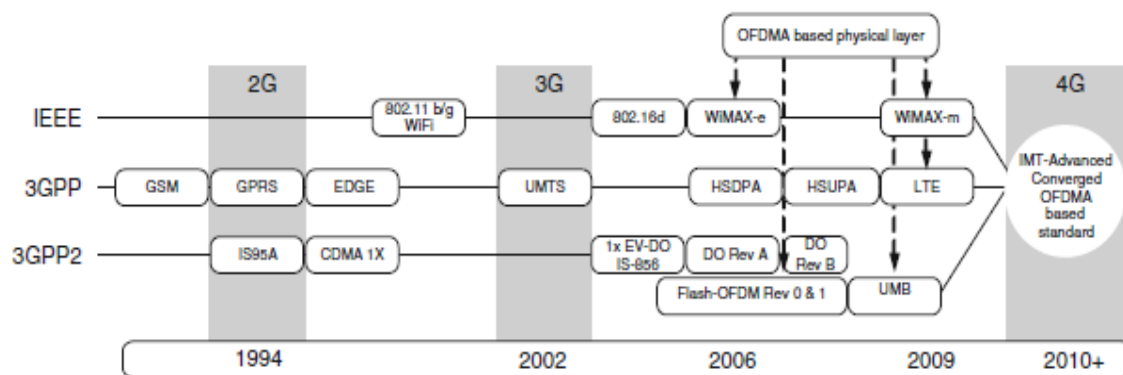 OFDMA based physical layer
2G
3G
4G
IEEE
802.11 b/g
WiFi
802.16d
WiMAX-e
WiMAX-m
IMT-Advanced
Converged
OFDMA
based
standard
3GPP
GSM
GPRS
EDGE
UMTS
HSDPA
HSUPA
LTE
3GPP2
IS95A
CDMA 1X
1x EV-DO
IS-856
DO Rev A
DO
Rev B
Flash-OFDM Rev 0 & 1
UMB
1994
2002
2006
2009
2010+